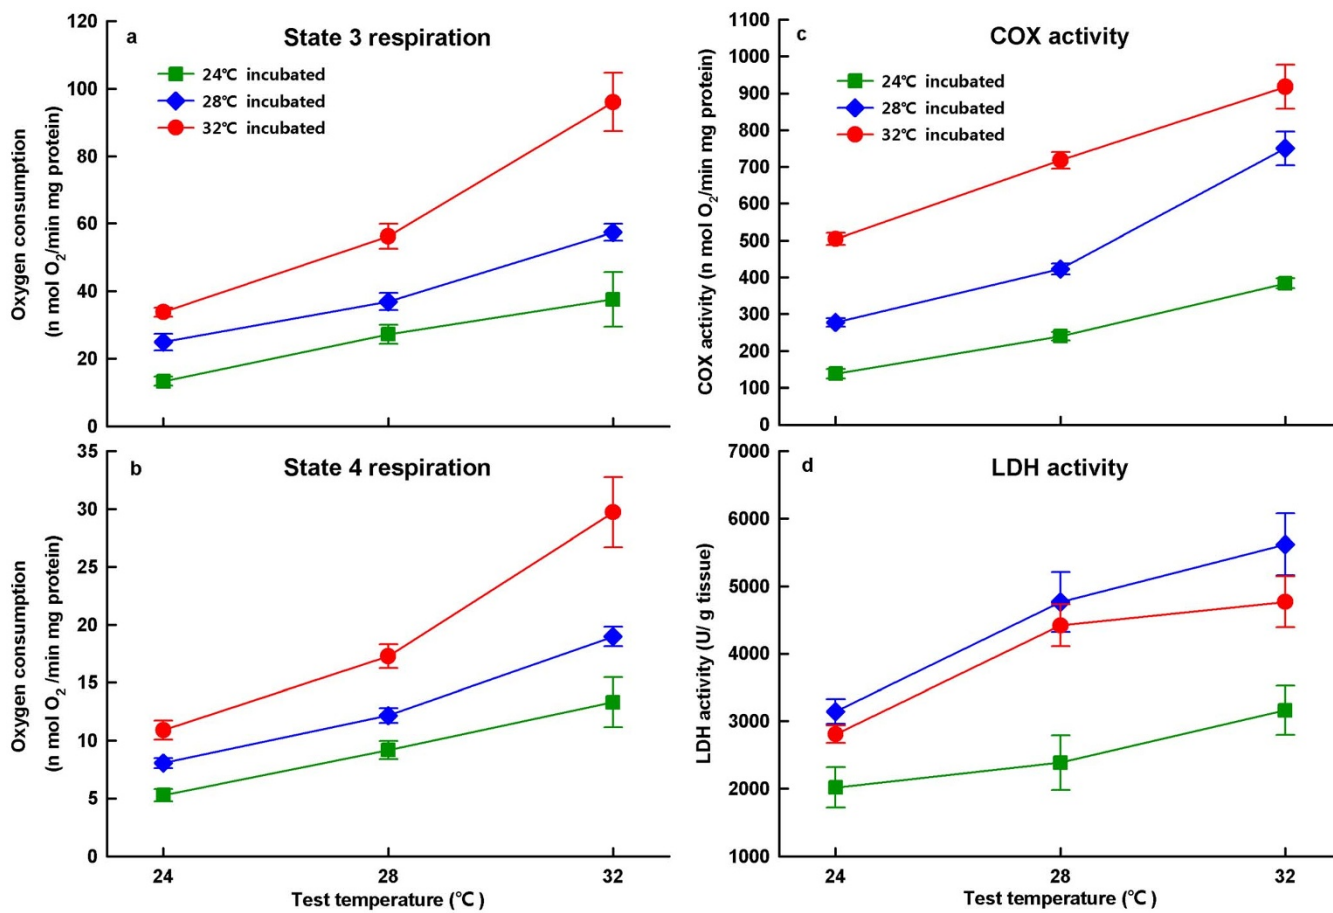 a
State 3 respiration
24℃ incubated
28℃ incubated
32℃ incubated
Oxygen consumption
(n mol O₂/min mg protein)
120
100
80
60
40
20
0
c
COX activity
24℃ incubated
28℃ incubated
32℃ incubated
COX activity (n mol O₂/min mg protein)
1100
1000
900
800
700
600
500
400
300
200
100
0
b
State 4 respiration
Oxygen consumption
(n mol O₂ /min mg protein)
35
30
25
20
15
10
5
0
24
28
32
Test temperature (℃ )
d
LDH activity
LDH activity (U/ g tissue)
7000
6000
5000
4000
3000
2000
1000
24
28
32
Test temperature (℃ )